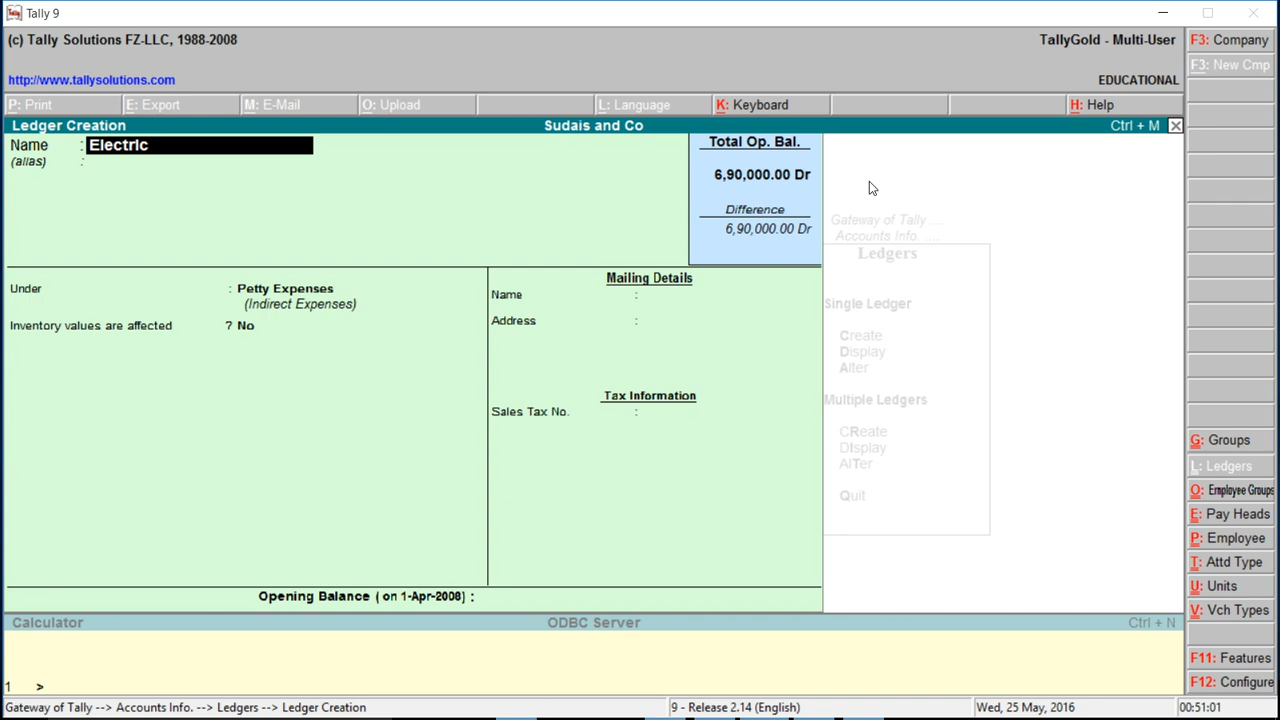 Tally 9
(c) Tally Solutions FZ-LLC, 1988-2008
TallyGold - Multi-User
http://www.tallysolutions.com
EDUCATIONAL
P: Print
E: Export
M: E-Mail
O: Upload
L: Language
K: Keyboard
H: Help
Ledger Creation
Sudais and Co
Ctrl + M
Name : Electric
(alias) :
Total Op. Bal.
6,90,000.00 Dr
Difference
6,90,000.00 Dr
Under : Petty Expenses
(Indirect Expenses)
Inventory values are affected ? No
Mailing Details
Name :
Address :
Tax Information
Sales Tax No. :
Opening Balance ( on 1-Apr-2008) :
Gateway of Tally ....
Accounts Info. ....
Ledgers
Single Ledger
Create
Display
Alter
Multiple Ledgers
CReate
DIsplay
AlTer
Quit
F3: Company
F3: New Cmp
G: Groups
L: Ledgers
O: Employee Groups
E: Pay Heads
P: Employee
T: Attd Type
U: Units
V: Vch Types
F11: Features
F12: Configure
Calculator
ODBC Server
Ctrl + N
1 >
Gateway of Tally --> Accounts Info. --> Ledgers --> Ledger Creation
9 - Release 2.14 (English)
Wed, 25 May, 2016
00:51:01